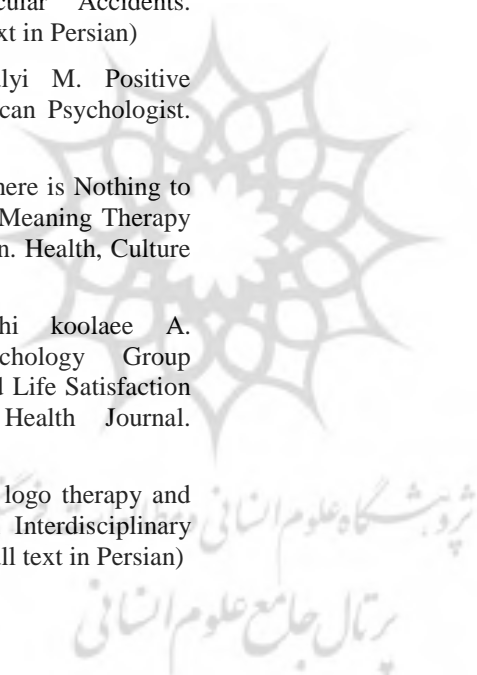 cular Accidents.
xt in Persian)
lyi M. Positive
can Psychologist.
here is Nothing to
Meaning Therapy
n. Health, Culture
hi koolaee A.
chology Group
d Life Satisfaction
Health Journal.
logo therapy and
Interdisciplinary
ll text in Persian)
پژوهشگاه علوم انسانی و مطالعات فرهنگی
پرتال جامع علوم انسانی